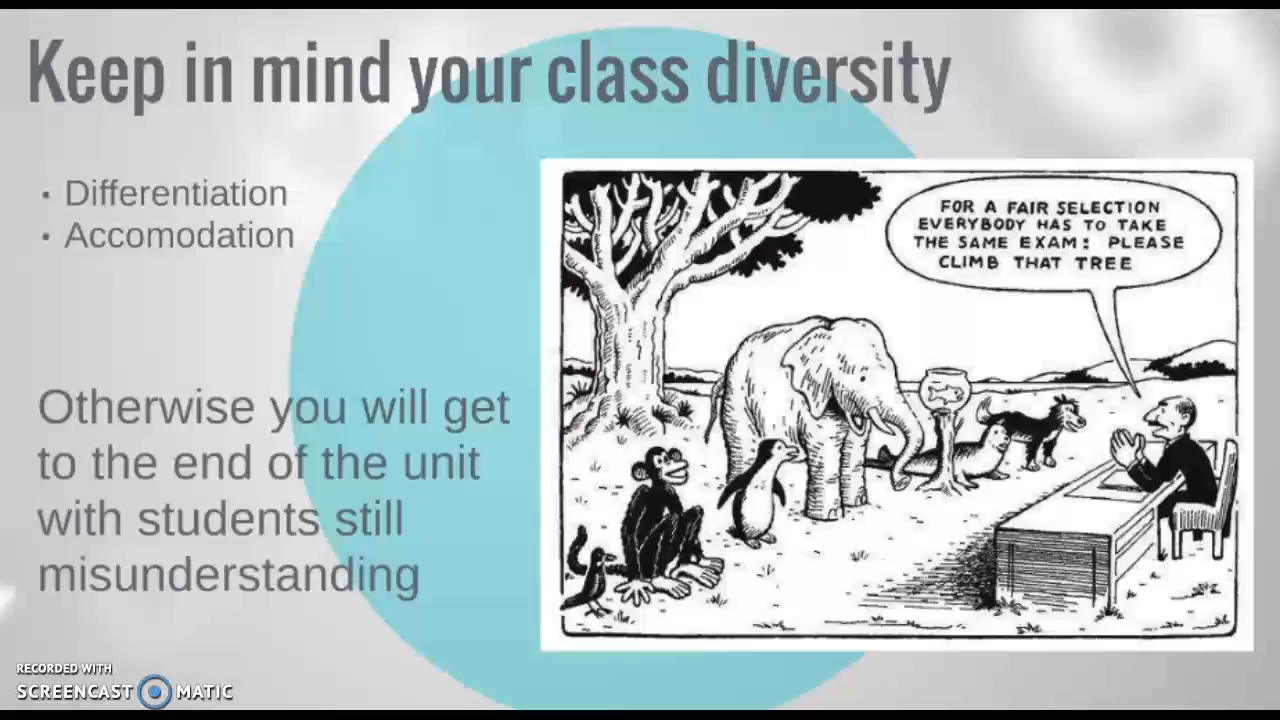 Keep in mind your class diversity
• Differentiation
• Accomodation
Otherwise you will get
to the end of the unit
with students still
misunderstanding
FOR A FAIR SELECTION
EVERYBODY HAS TO TAKE
THE SAME EXAM: PLEASE
CLIMB THAT TREE
RECORDED WITH
SCREENCAST MATIC